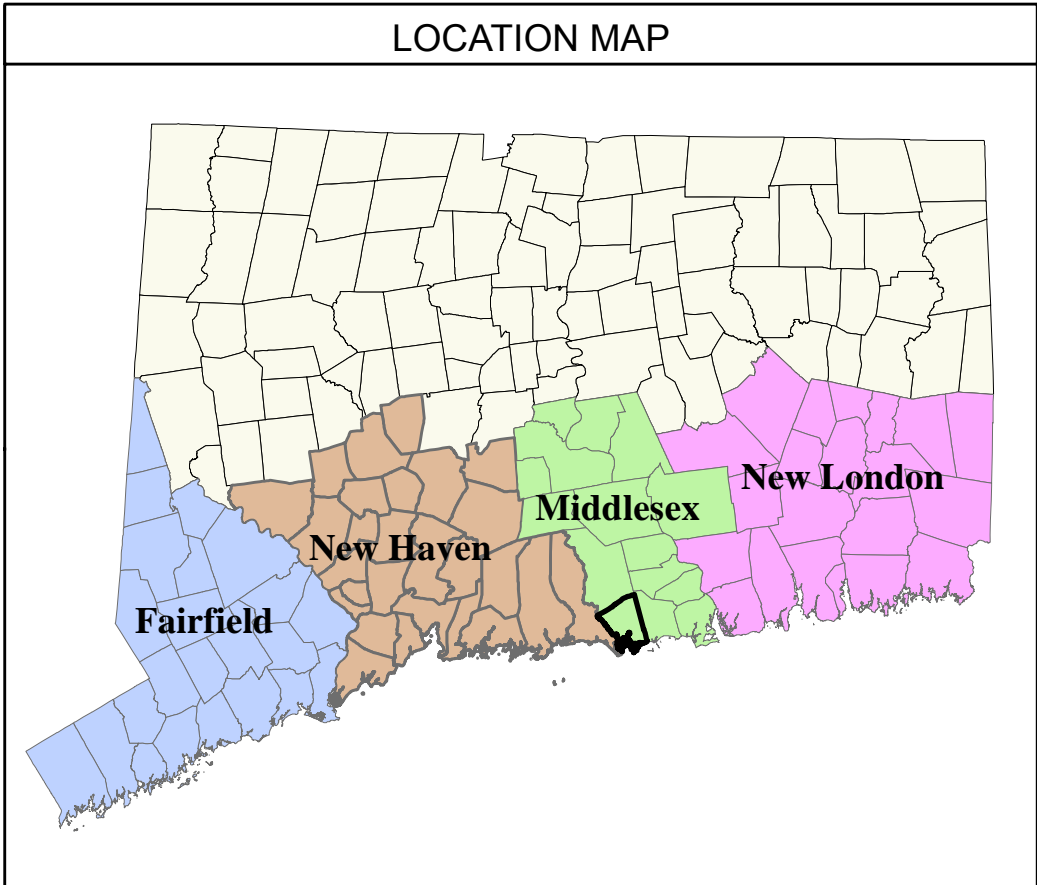 LOCATION MAP
New London
Middlesex
New Haven
Fairfield